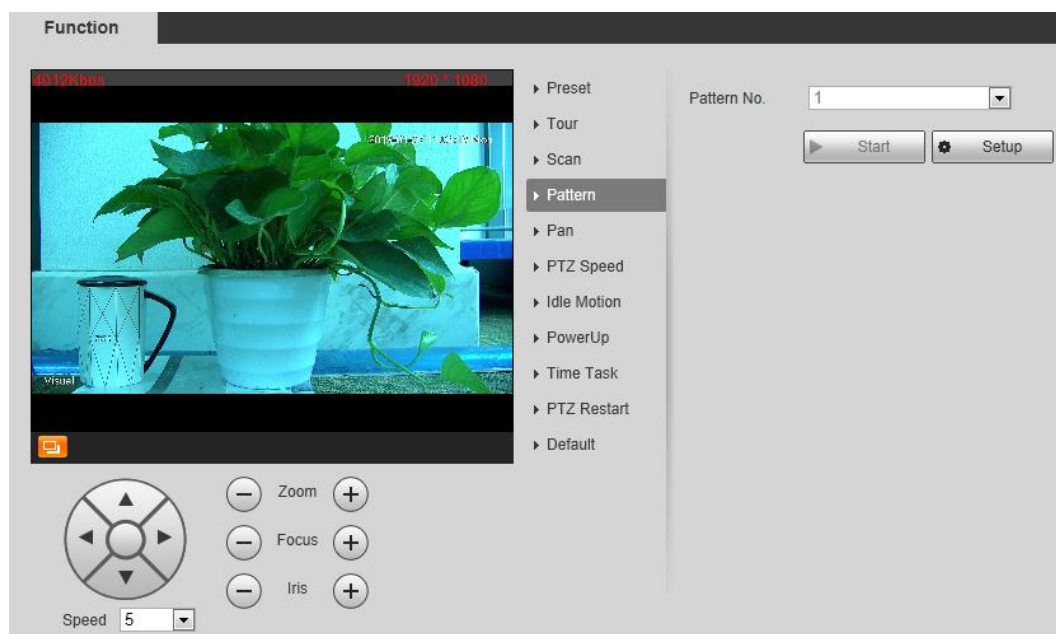 Function
4012Kbps 1920 * 1080
Visuel
Preset
Tour
Scan
Pattern
Pan
PTZ Speed
Idle Motion
PowerUp
Time Task
PTZ Restart
Default
Pattern No. 1
Start Setup
Zoom
Focus
Iris
Speed 5